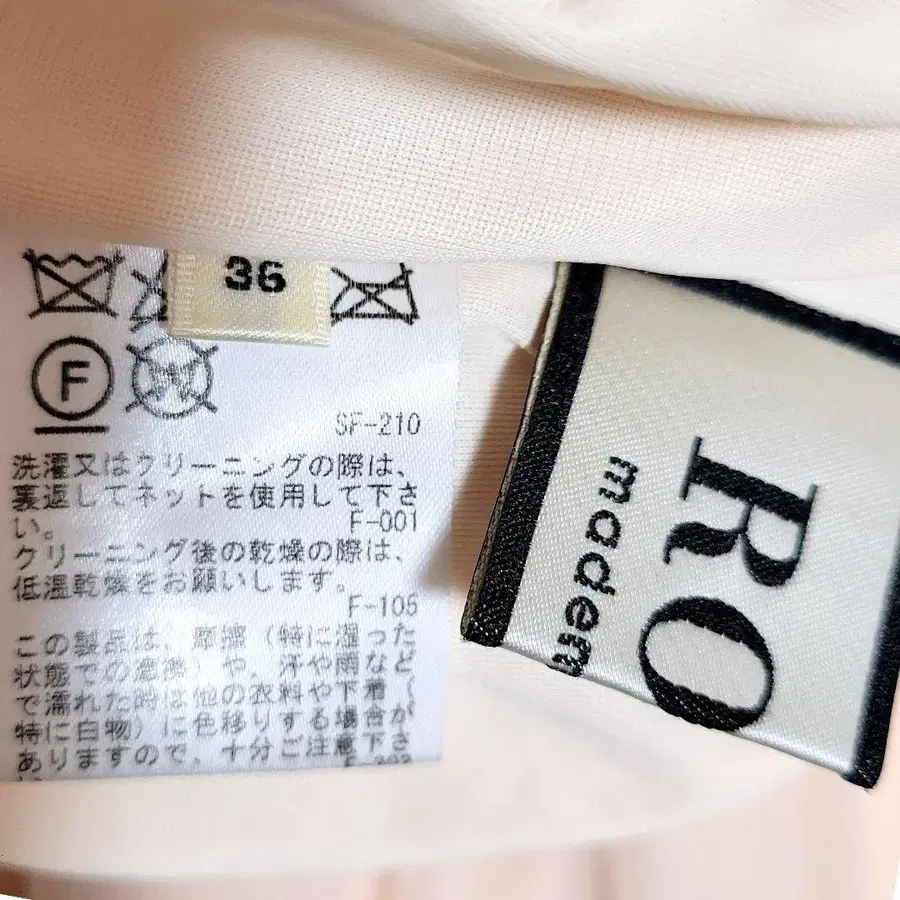 36
F
SF-210
洗濯又はクリーニングの際は、
裏返してネットを使用して下さ
い。
F-001
クリーニング後の乾燥の際は、
低温乾燥をお願いします。
F-105
この製品は、摩擦（特に湿った
状態での摩擦）や、汗や雨など
で濡れた時は他の衣料や下着（
特に白物）に色移りする場合が
ありますので、十分ご注意下さ
RO
madem